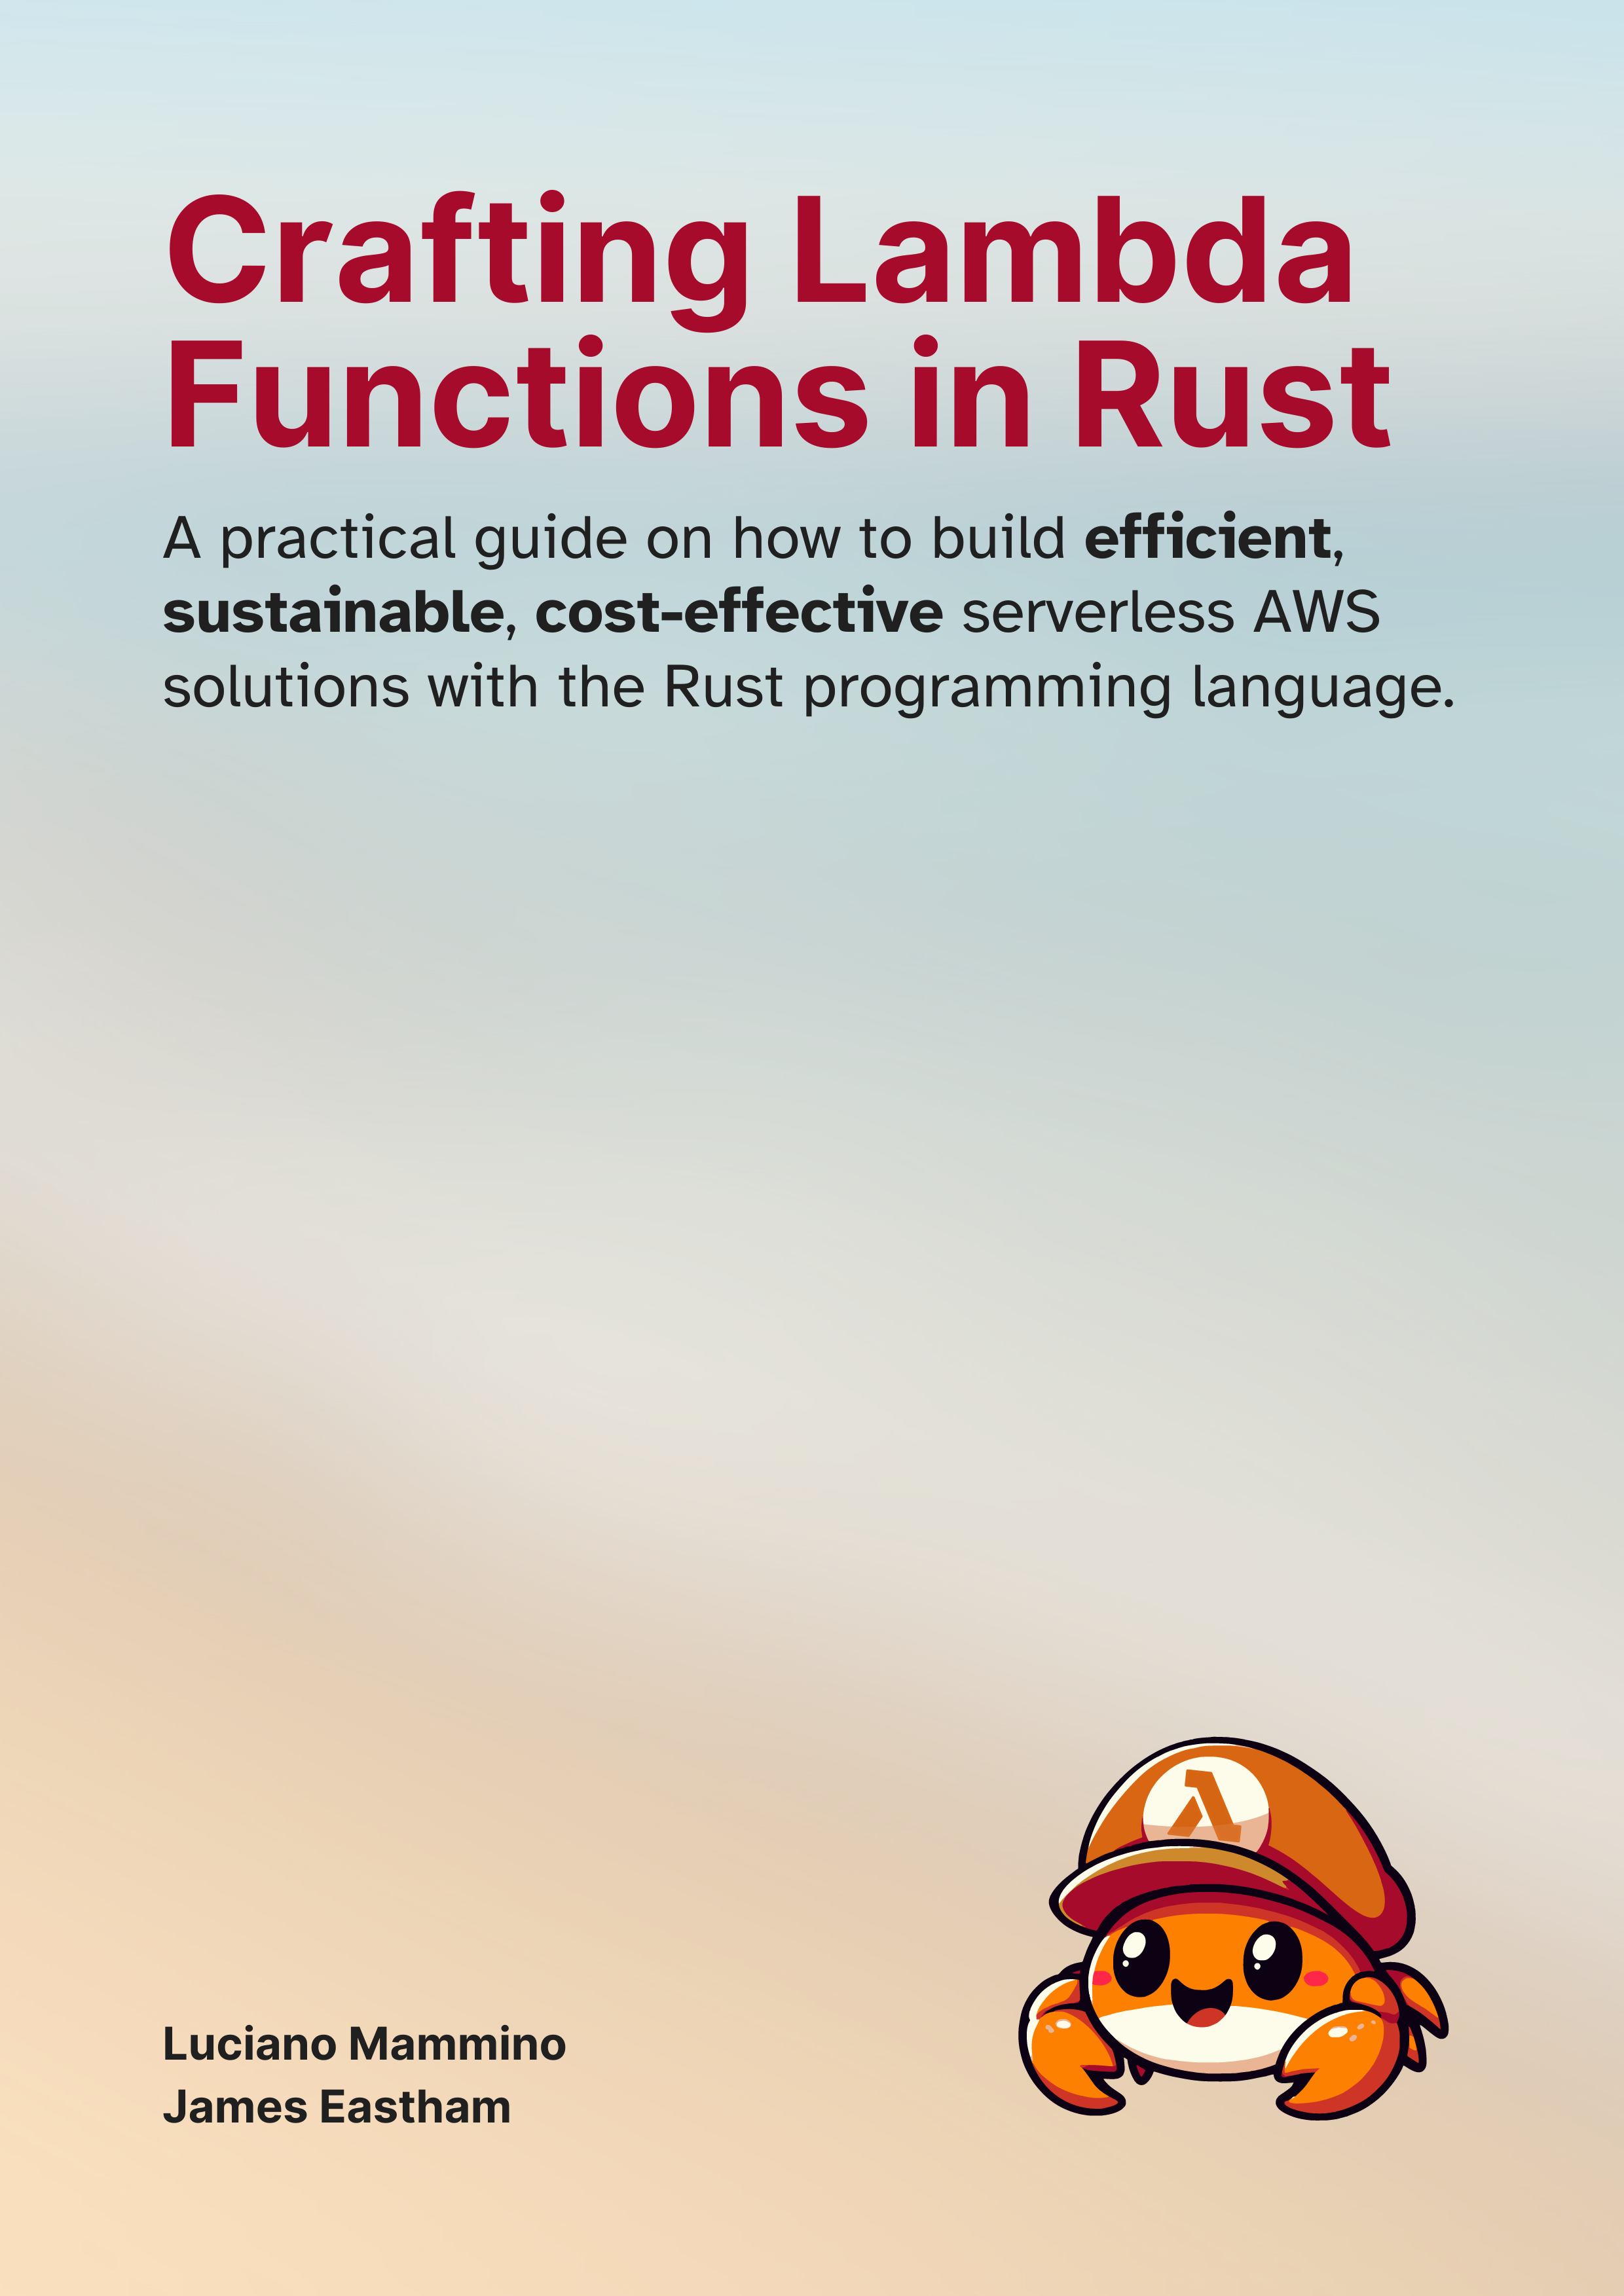 Crafting Lambda
Functions in Rust
A practical guide on how to build efficient,
sustainable, cost-effective serverless AWS
solutions with the Rust programming language.
Luciano Mammino
James Eastham